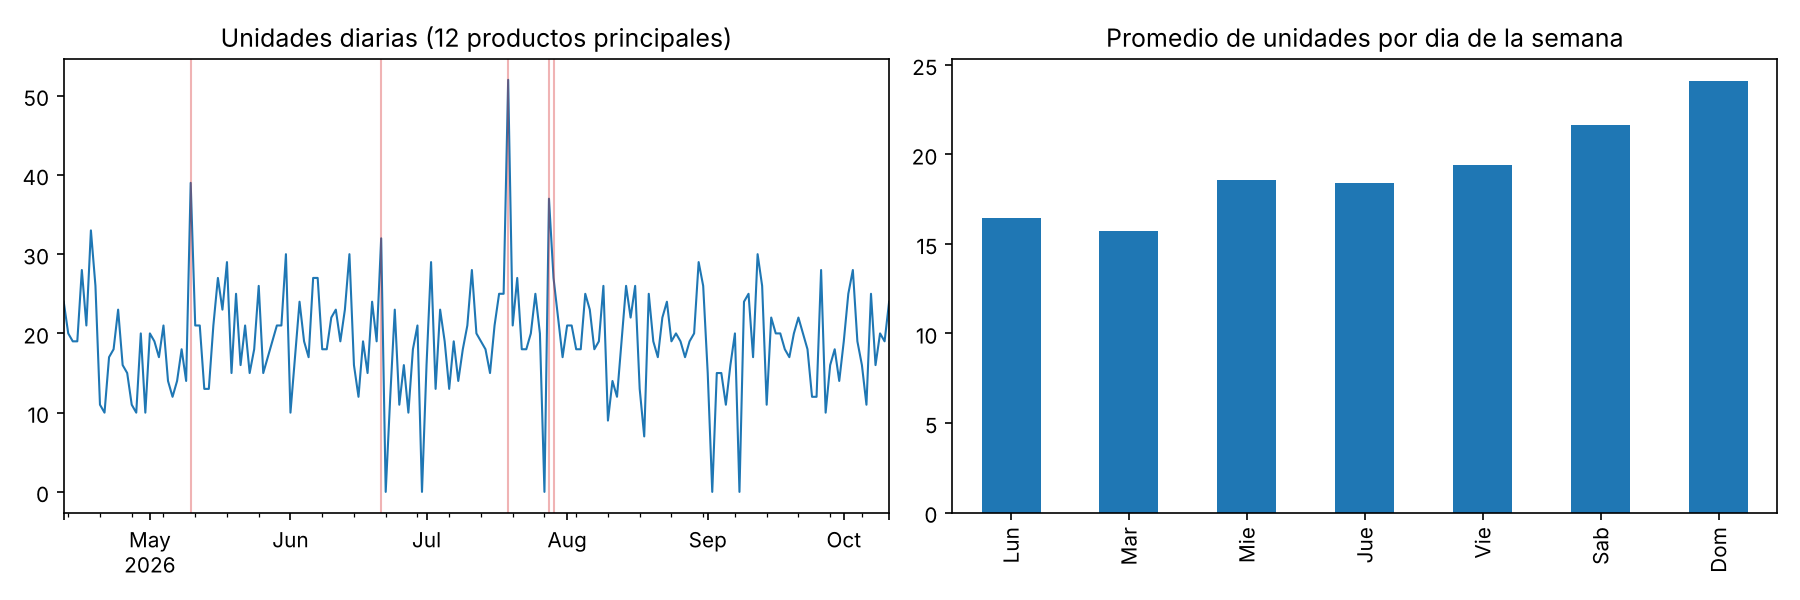 Unidades diarias (12 productos principales)
50
40
30
20
10
0
May
2026
Jun
Jul
Aug
Sep
Oct
Promedio de unidades por dia de la semana
25
20
15
10
5
0
Lun
Mar
Mie
Jue
Vie
Sab
Dom